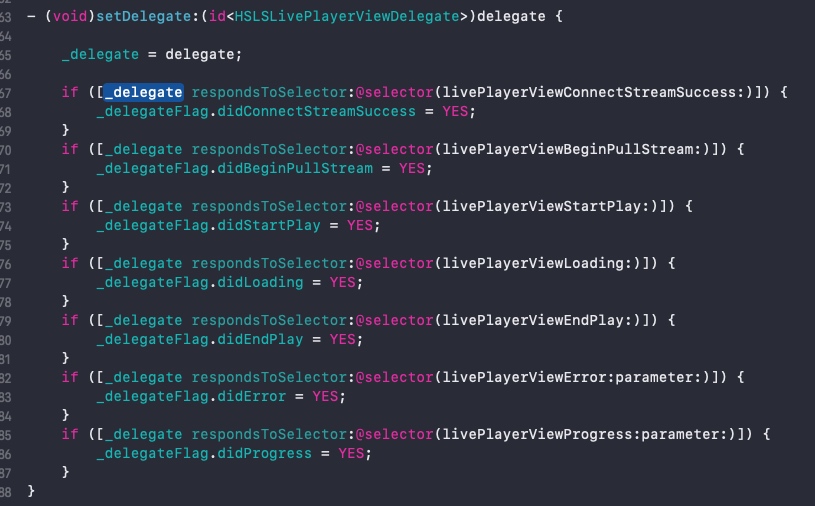 63 - (void)setDelegate:(id<HSLSLivePlayerViewDelegate>)delegate {
64
65 _delegate = delegate;
66
67 if ([_delegate respondsToSelector:@selector(livePlayerViewConnectStreamSuccess:)]) {
68 _delegateFlag.didConnectStreamSuccess = YES;
69 }
70 if ([_delegate respondsToSelector:@selector(livePlayerViewBeginPullStream:)]) {
71 _delegateFlag.didBeginPullStream = YES;
72 }
73 if ([_delegate respondsToSelector:@selector(livePlayerViewStartPlay:)]) {
74 _delegateFlag.didStartPlay = YES;
75 }
76 if ([_delegate respondsToSelector:@selector(livePlayerViewLoading:)]) {
77 _delegateFlag.didLoading = YES;
78 }
79 if ([_delegate respondsToSelector:@selector(livePlayerViewEndPlay:)]) {
80 _delegateFlag.didEndPlay = YES;
81 }
82 if ([_delegate respondsToSelector:@selector(livePlayerViewError:parameter:)]) {
83 _delegateFlag.didError = YES;
84 }
85 if ([_delegate respondsToSelector:@selector(livePlayerViewProgress:parameter:)]) {
86 _delegateFlag.didProgress = YES;
87 }
88 }